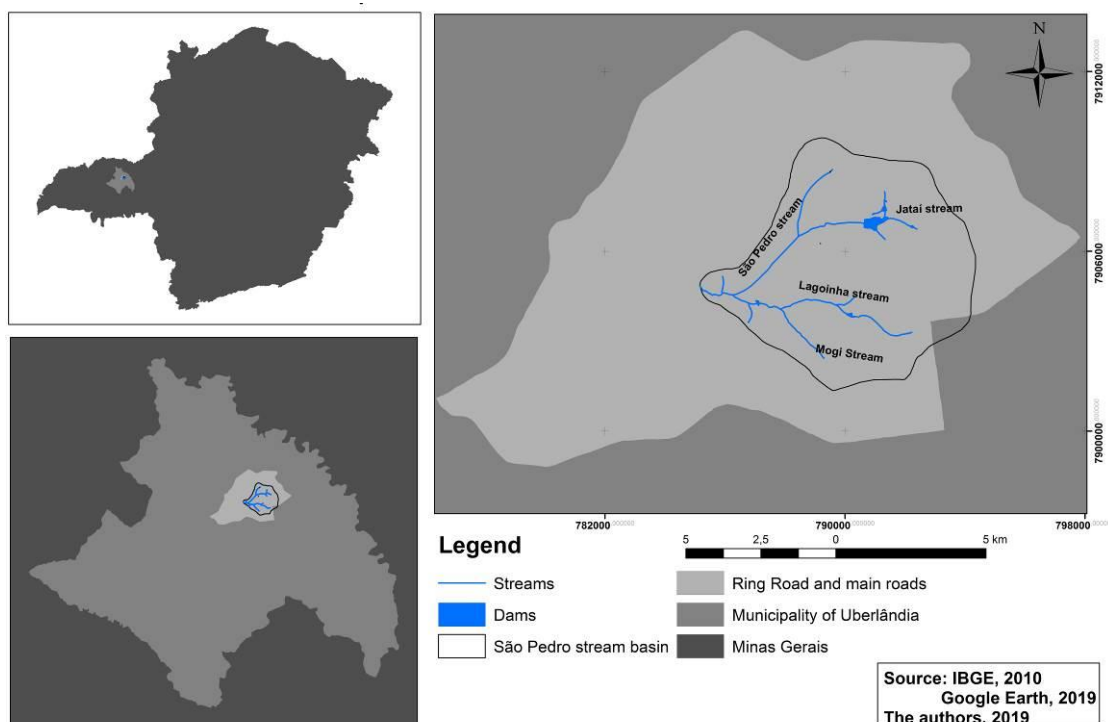 N
7912000
São Pedro stream
Jataí stream
7906000
Lagoinha stream
Mogi Stream
7900000
782000
790000
798000
Legend
5 2,5 0 5 km
Streams
Ring Road and main roads
Dams
Municipality of Uberlândia
São Pedro stream basin
Minas Gerais
Source: IBGE, 2010
Google Earth, 2019
The authors, 2019